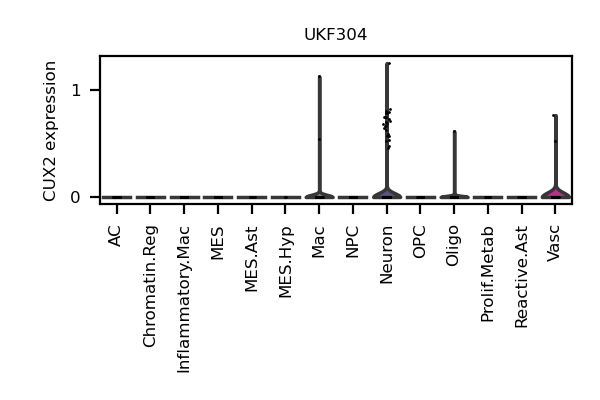 UKF304
CUX2 expression
1
0
AC
Chromatin.Reg
Inflammatory.Mac
MES
MES.Ast
MES.Hyp
Mac
NPC
Neuron
OPC
Oligo
Prolif.Metab
Reactive.Ast
Vasc